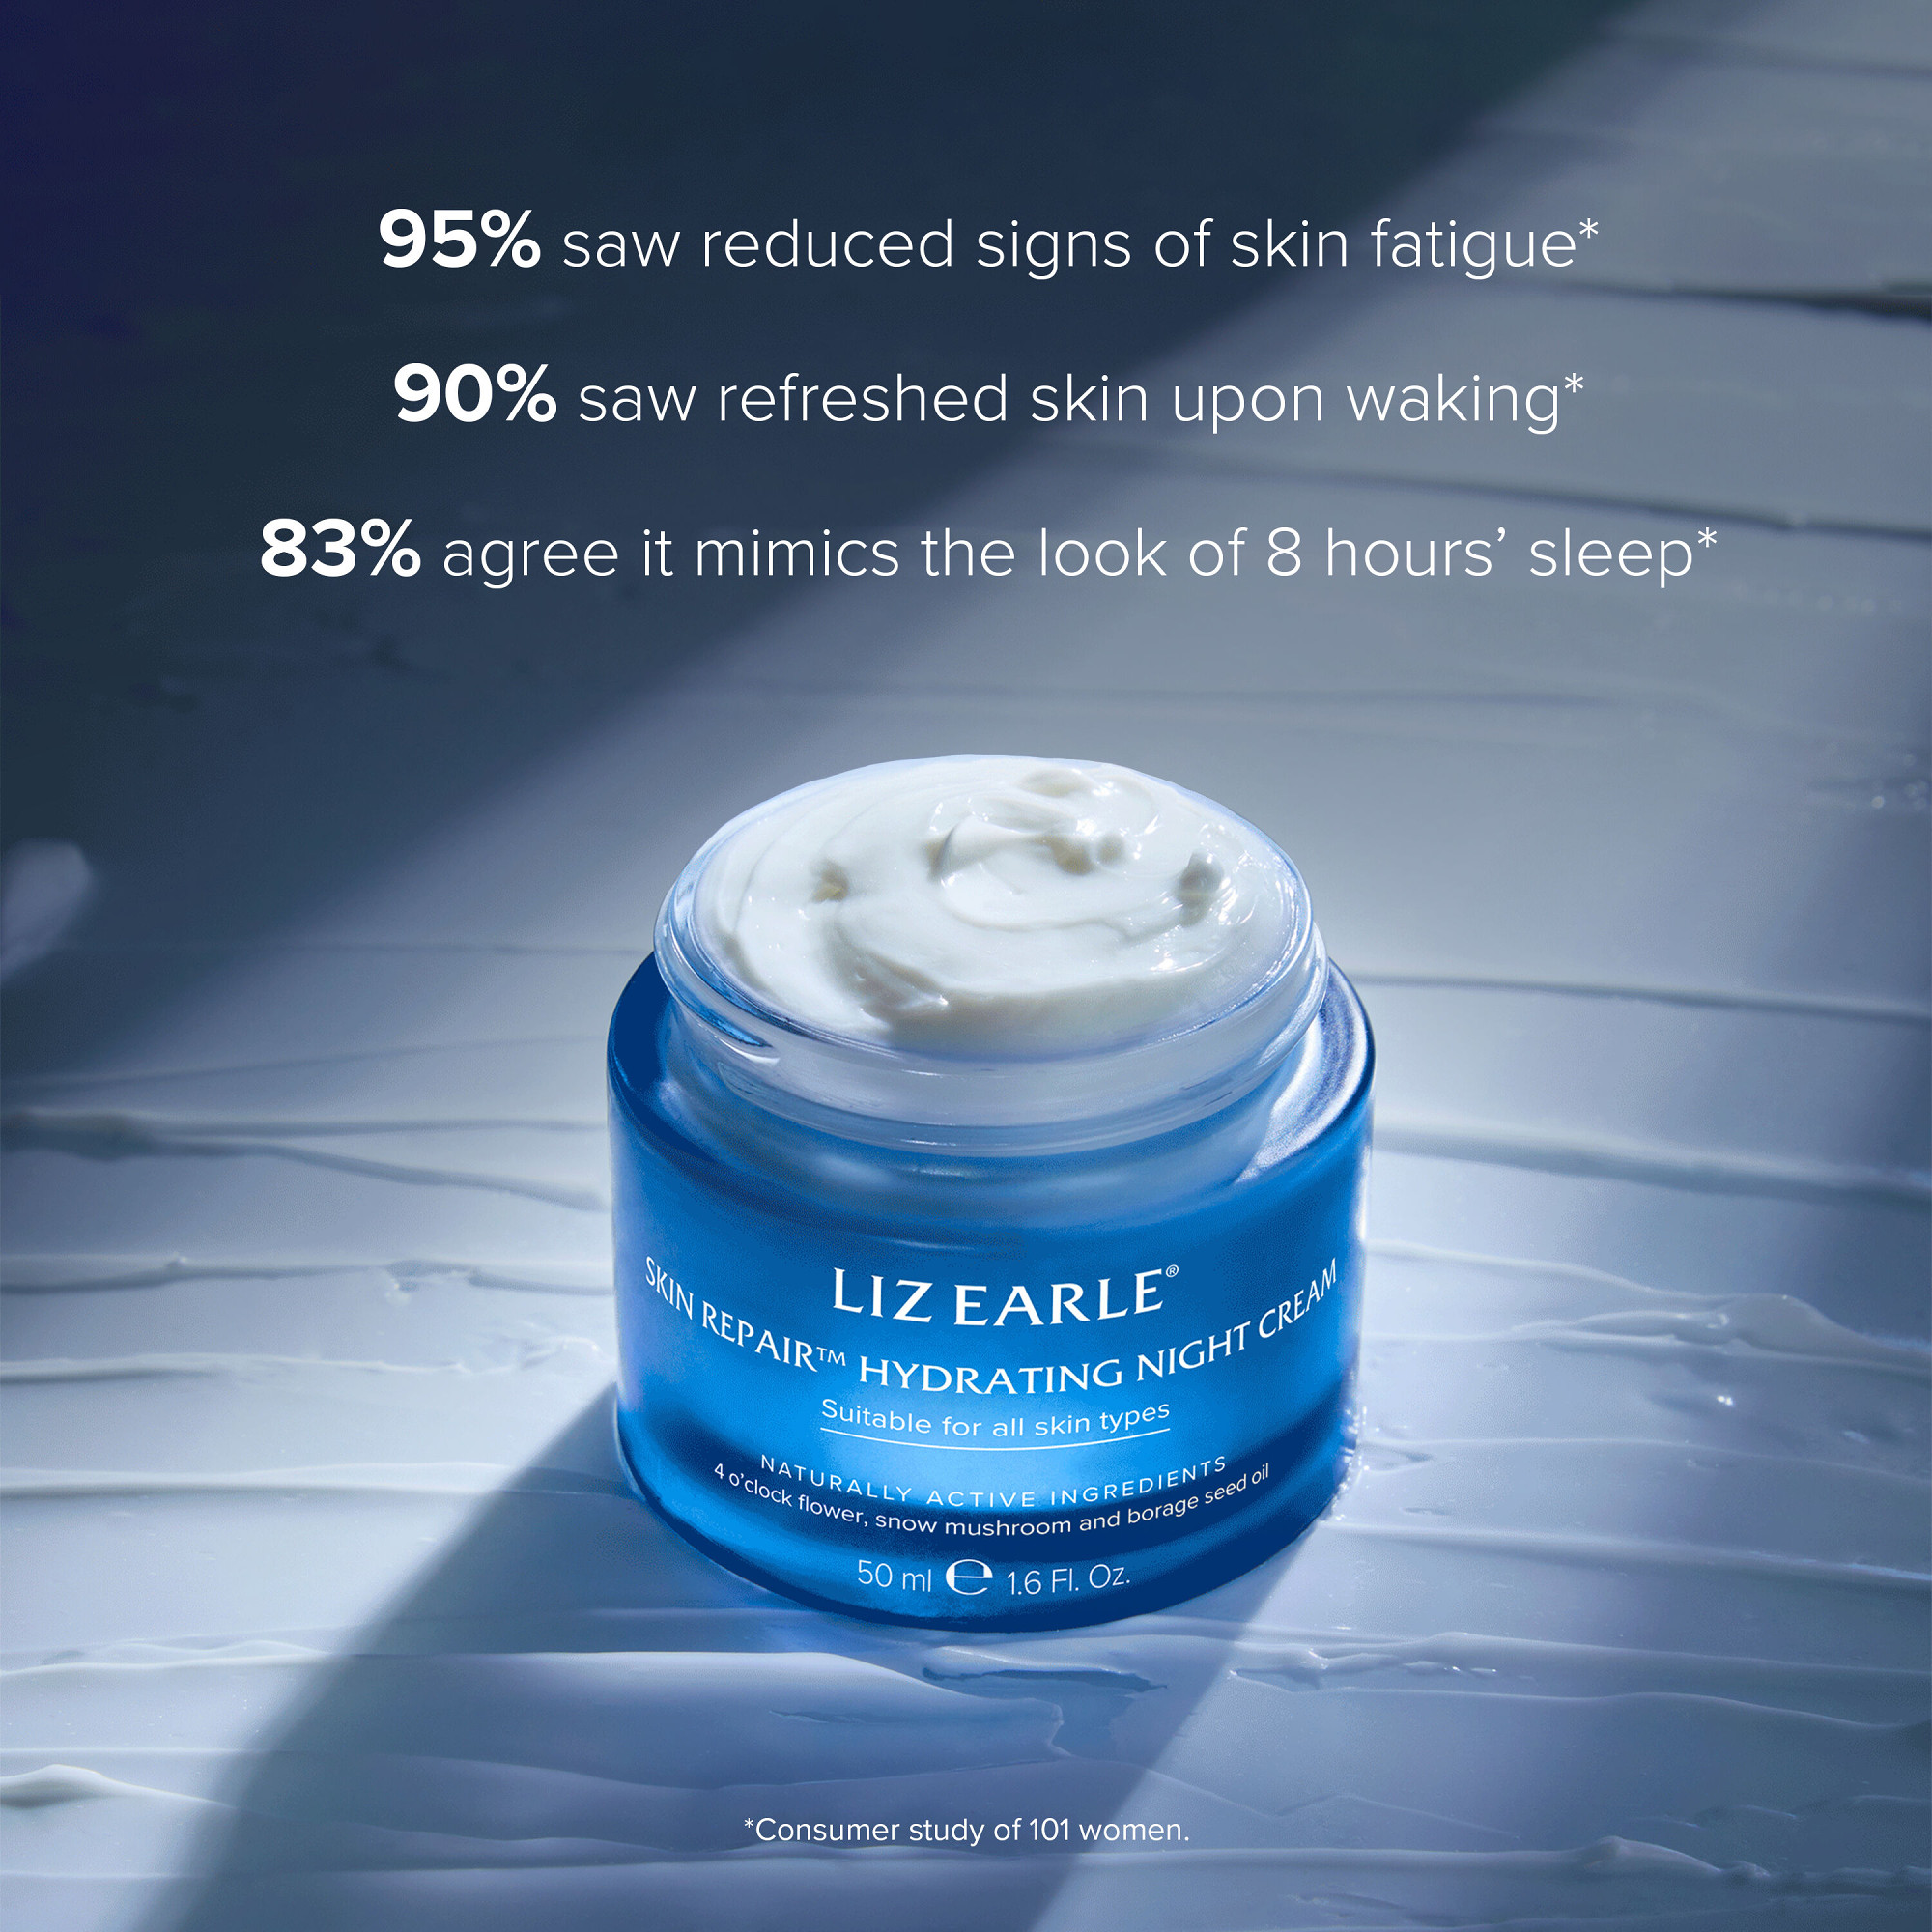 95% saw reduced signs of skin fatigue*
90% saw refreshed skin upon waking*
83% agree it mimics the look of 8 hours’ sleep*
LIZ EARLE®
SKIN REPAIR™ HYDRATING NIGHT CREAM
Suitable for all skin types
NATURALLY ACTIVE INGREDIENTS
4 o’clock flower, snow mushroom and borage seed oil
50 ml ℮ 1.6 Fl. Oz.
*Consumer study of 101 women.